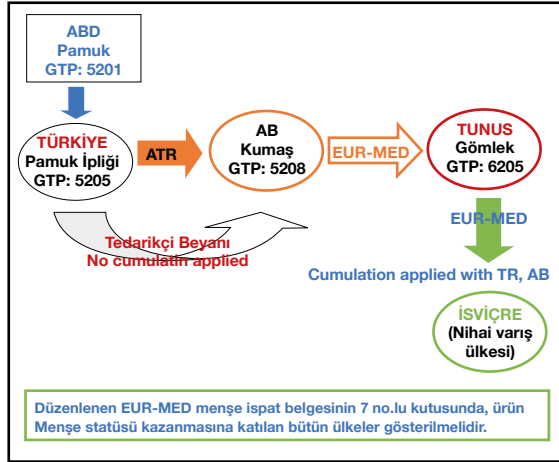 ABD
Pamuk
GTP: 5201
TÜRKİYE
Pamuk İpliği
GTP: 5205
ATR
AB
Kumaş
GTP: 5208
EUR-MED
TUNUS
Gömlek
GTP: 6205
Tedarikçi Beyanı
No cumulatin applied
EUR-MED
Cumulation applied with TR, AB
İSVİÇRE
(Nihai varış
ülkesi)
Düzenlenen EUR-MED menşe ispat belgesinin 7 no.lu kutusunda, ürün
Menşe statüsü kazanmasına katılan bütün ülkeler gösterilmelidir.